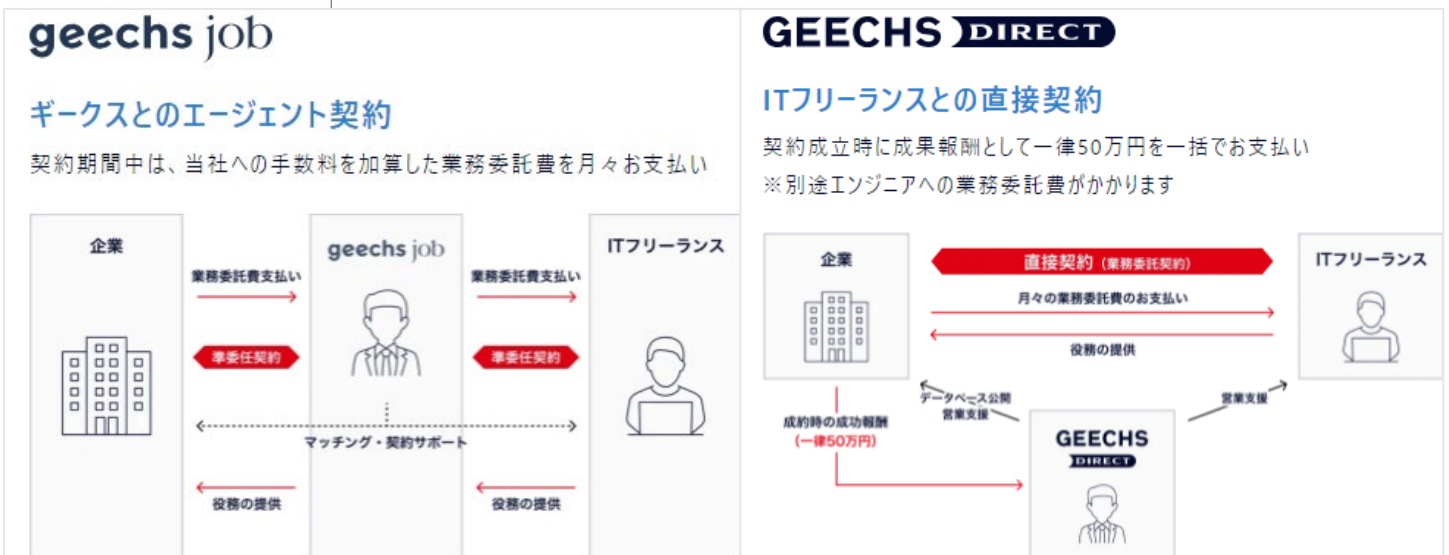 geechs job
ギークスとのエージェント契約
契約期間中は、当社への手数料を加算した業務委託費を月々お支払い
企業
geechs job
ITフリーランス
業務委託費支払い
業務委託費支払い
準委任契約
準委任契約
マッチング・契約サポート
役務の提供
役務の提供
GEECHS DIRECT
ITフリーランスとの直接契約
契約成立時に成果報酬として一律50万円を一括でお支払い
※別途エンジニアへの業務委託費がかかります
企業
直接契約（業務委託契約）
ITフリーランス
月々の業務委託費のお支払い
役務の提供
データベース公開
営業支援
営業支援
成約時の成功報酬
（一律50万円）
GEECHS
DIRECT